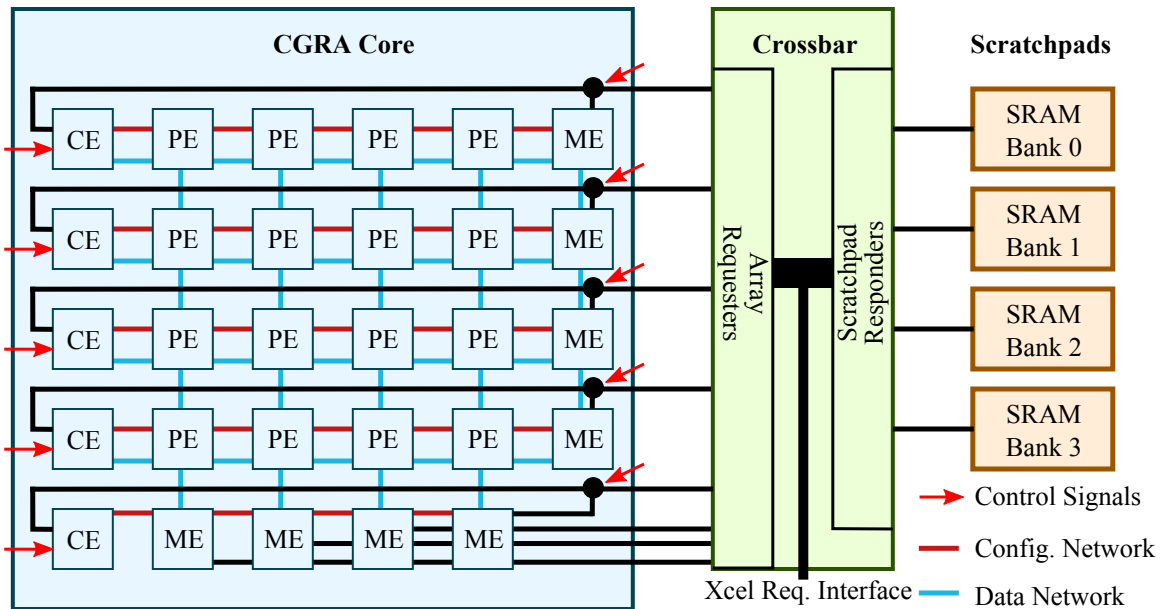 CGRA Core
Crossbar
Scratchpads
CE PE PE PE PE ME
CE PE PE PE PE ME
CE PE PE PE PE ME
CE PE PE PE PE ME
CE ME ME ME ME
Array
Requesters
Scratchpad
Responders
SRAM
Bank 0
SRAM
Bank 1
SRAM
Bank 2
SRAM
Bank 3
Control Signals
Config. Network
Data Network
Xcel Req. Interface